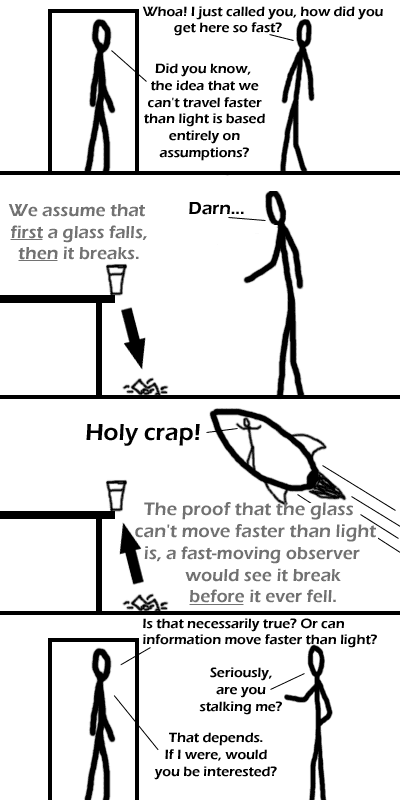 Whoa! I just called you, how did you
get here so fast?
Did you know,
the idea that we
can't travel faster
than light is based
entirely on
assumptions?
We assume that
first a glass falls,
then it breaks.
Darn...
Holy crap!
The proof that the glass
can't move faster than light
is, a fast-moving observer
would see it break
before it ever fell.
Is that necessarily true? Or can
information move faster than light?
Seriously,
are you
stalking me?
That depends.
If I were, would
you be interested?